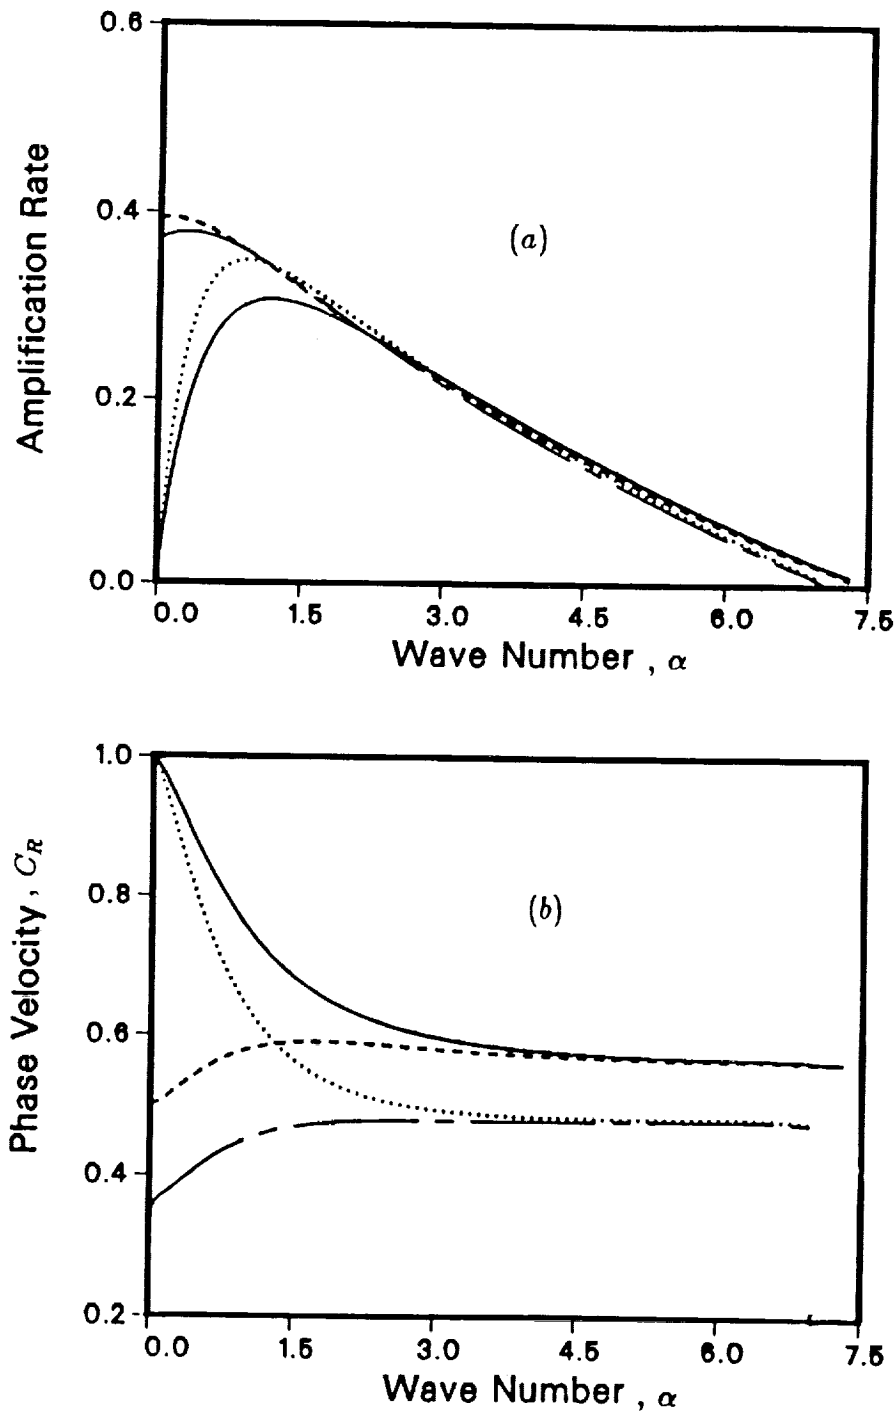 0.6
0.4
0.2
0.0
Amplification Rate
(a)
0.0 1.5 3.0 4.5 6.0 7.5
Wave Number , α
1.0
0.8
0.6
0.4
0.2
Phase Velocity , C_R
(b)
0.0 1.5 3.0 4.5 6.0 7.5
Wave Number , α